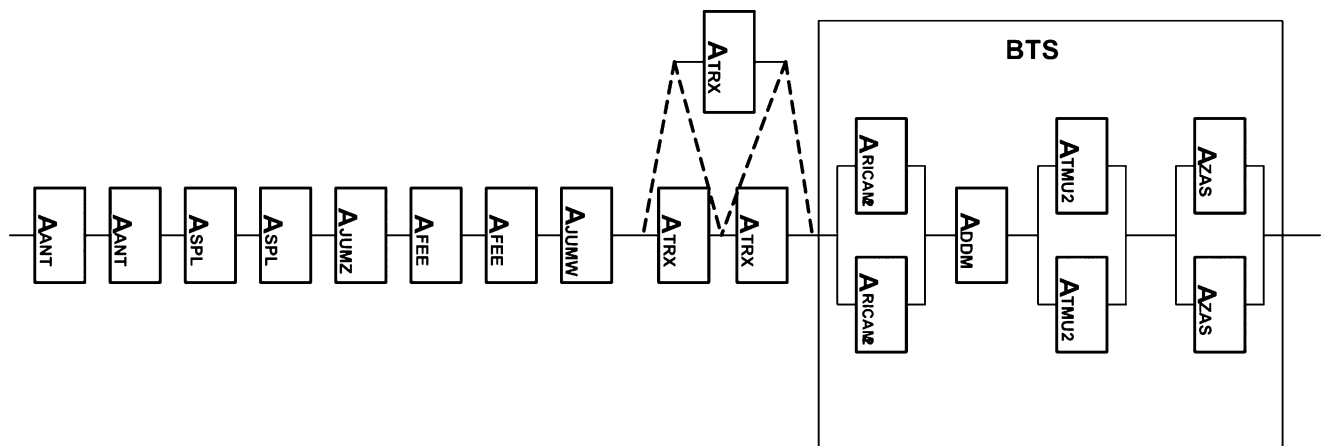 BTS
ATRX
AANT
AANT
ASPL
ASPL
AJUMZ
AFEE
AFEE
AJUMW
ATRX
ATRX
ARICAM2
ADDM
ATMU2
AZAS
ARICAM2
ATMU2
AZAS